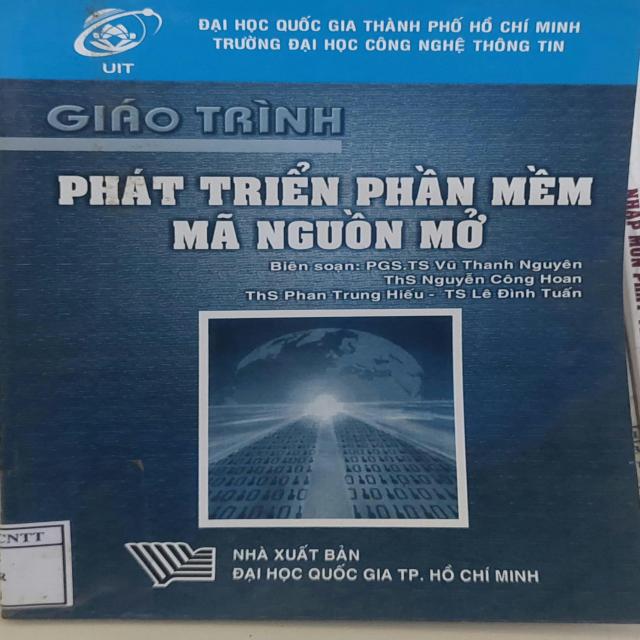 ĐẠI HỌC QUỐC GIA THÀNH PHỐ HỒ CHÍ MINH
TRƯỜNG ĐẠI HỌC CÔNG NGHỆ THÔNG TIN
UIT
GIÁO TRÌNH
PHÁT TRIỂN PHẦN MỀM
MÃ NGUỒN MỞ
Biên soạn: PGS.TS Vũ Thanh Nguyên
ThS Nguyễn Công Hoan
ThS Phan Trung Hiếu - TS Lê Đình Tuấn
CNTT
R
NHÀ XUẤT BẢN
ĐẠI HỌC QUỐC GIA TP. HỒ CHÍ MINH
NHẬP MÔN